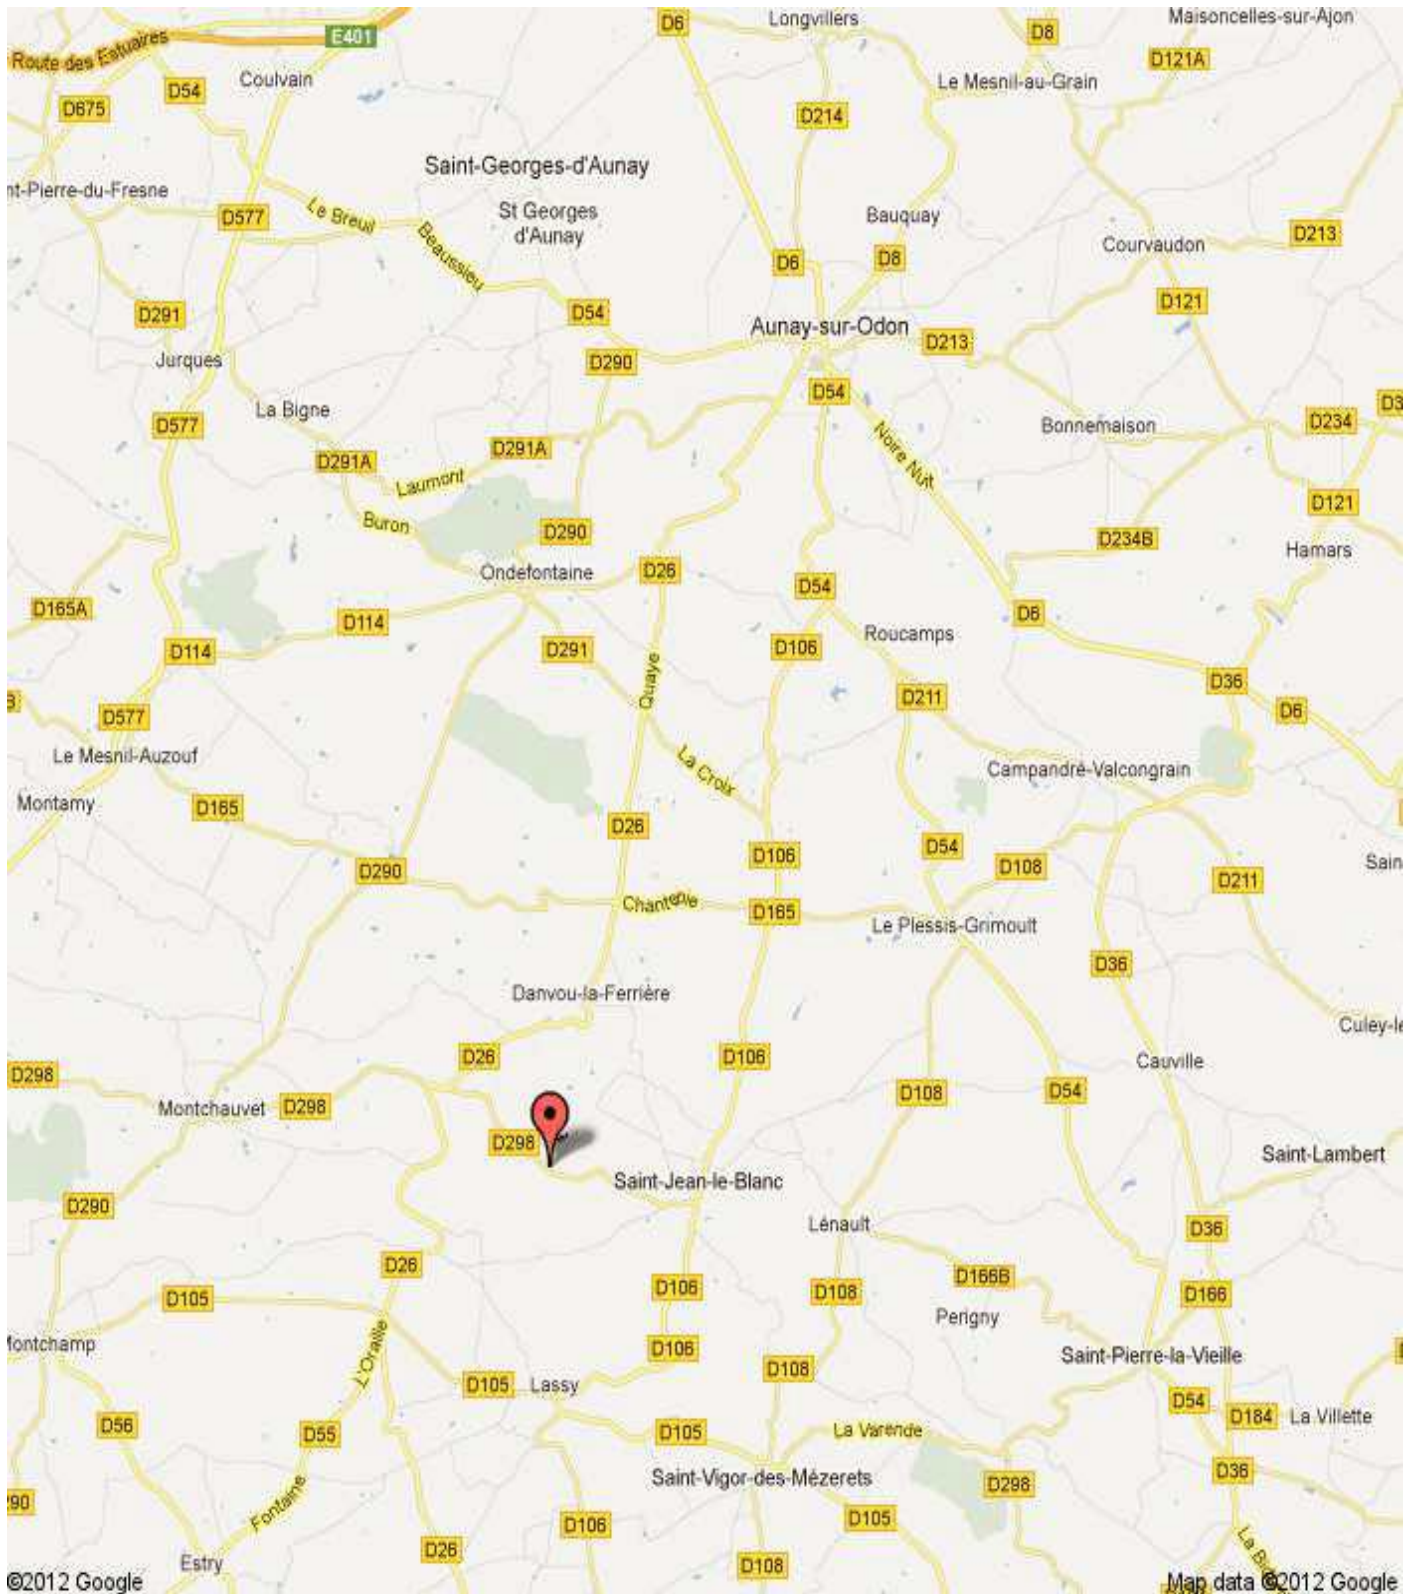 D6
Longvillers
D8
Maisoncelles-sur-Ajon
Route des Estuaires
E401
Coulvain
D54
D675
D121A
Le Mesnil-au-Grain
D214
Saint-Georges-d'Aunay
nt-Pierre-du-Fresne
D577
Le Breuil
St Georges
d'Aunay
Beaussieu
Bauquay
D6
D8
Courvaudon
D213
D291
D54
D121
Aunay-sur-Odon
D213
Jurques
D290
La Bigne
D54
D577
D291A
D291A
Laumont
Noire Nuit
Bonnemaison
D234
D3
Buron
D290
D121
D234B
Hamars
Ondefontaine
D26
D54
D165A
D114
D6
D114
D291
D106
Roucamps
Quaye
D211
D36
D6
B
D577
Le Mesnil-Auzouf
La Croix
Campandré-Valcongrain
Montamy
D165
D26
D106
D54
D108
Sain
D290
D211
Chantepie
D165
Le Plessis-Grimoult
D36
Danvou-la-Ferrière
Culey-le
D26
D106
Cauville
D298
Montchauvet
D298
D108
D54
D298
Saint-Jean-le-Blanc
Saint-Lambert
D290
Lénault
D36
D26
D106
D108
D166B
D166
D105
Perigny
Montchamp
L'Oraille
D106
D108
Saint-Pierre-la-Vieille
D105
Lassy
D54
D184
La Villette
D56
D55
D105
La Varende
Saint-Vigor-des-Mézerets
D36
D298
290
Fontaine
D106
D105
D26
D108
Estry
©2012 Google
Map data ©2012 Google